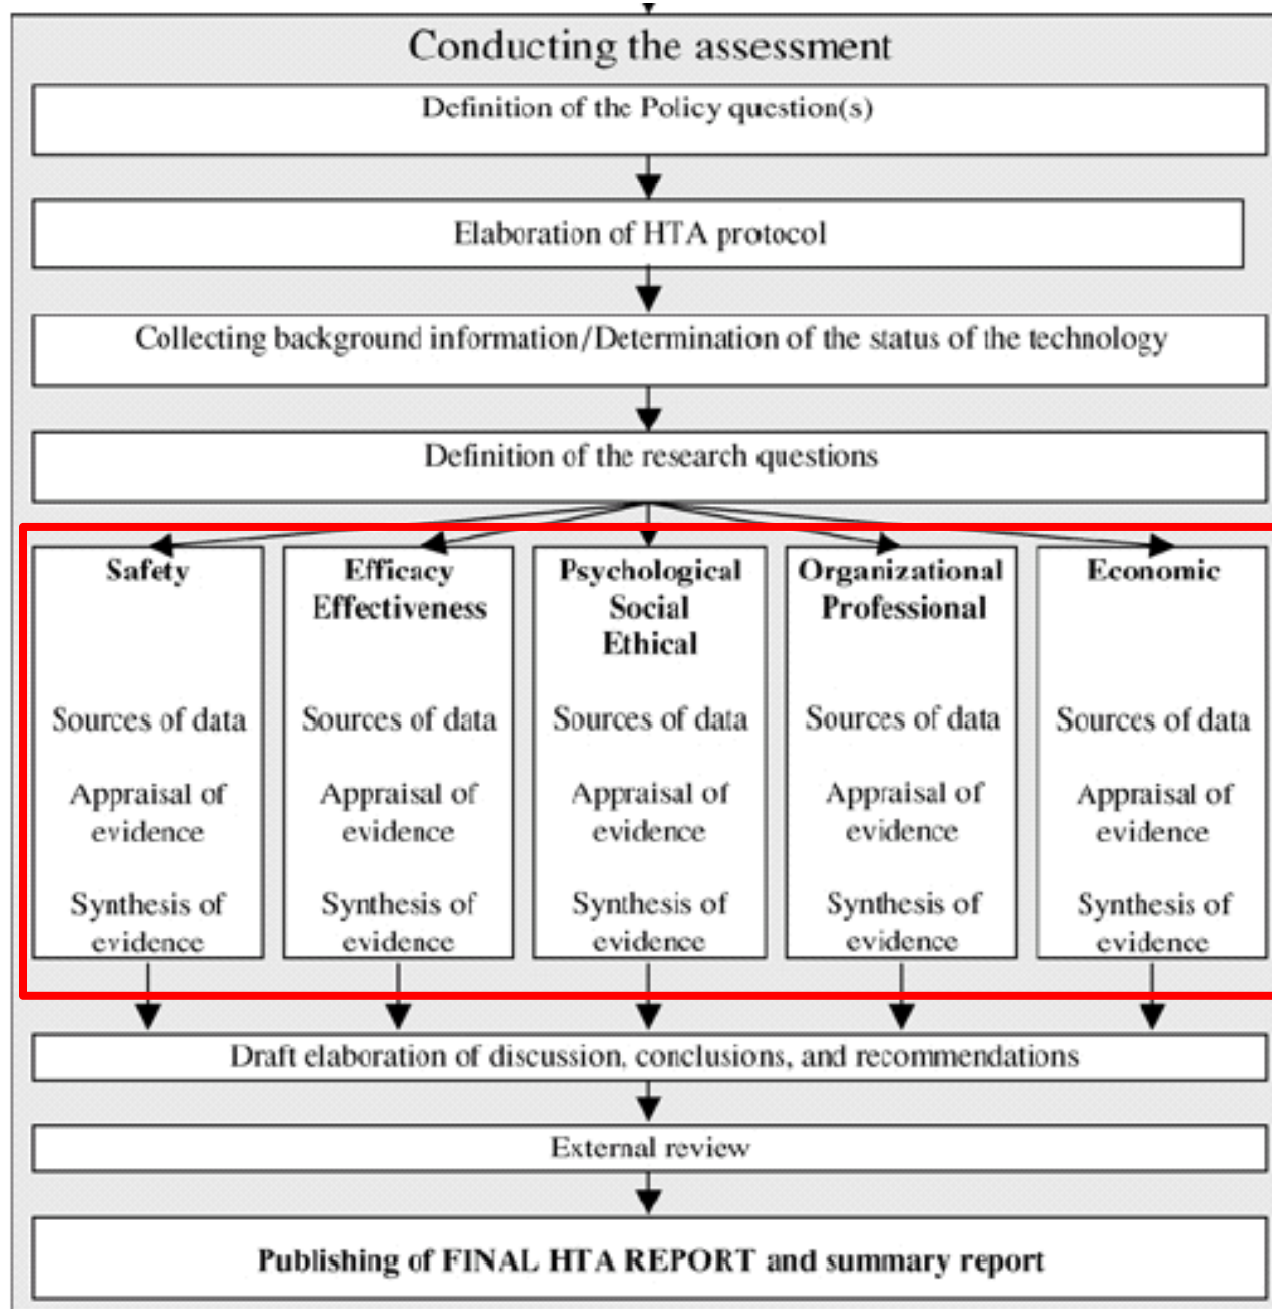 Conducting the assessment
Definition of the Policy question(s)
Elaboration of HTA protocol
Collecting background information/Determination of the status of the technology
Definition of the research questions
Safety
Sources of data
Appraisal of
evidence
Synthesis of
evidence
Efficacy
Effectiveness
Sources of data
Appraisal of
evidence
Synthesis of
evidence
Psychological
Social
Ethical
Sources of data
Appraisal of
evidence
Synthesis of
evidence
Organizational
Professional
Sources of data
Appraisal of
evidence
Synthesis of
evidence
Economic
Sources of data
Appraisal of
evidence
Synthesis of
evidence
Draft elaboration of discussion, conclusions, and recommendations
External review
Publishing of FINAL HTA REPORT and summary report